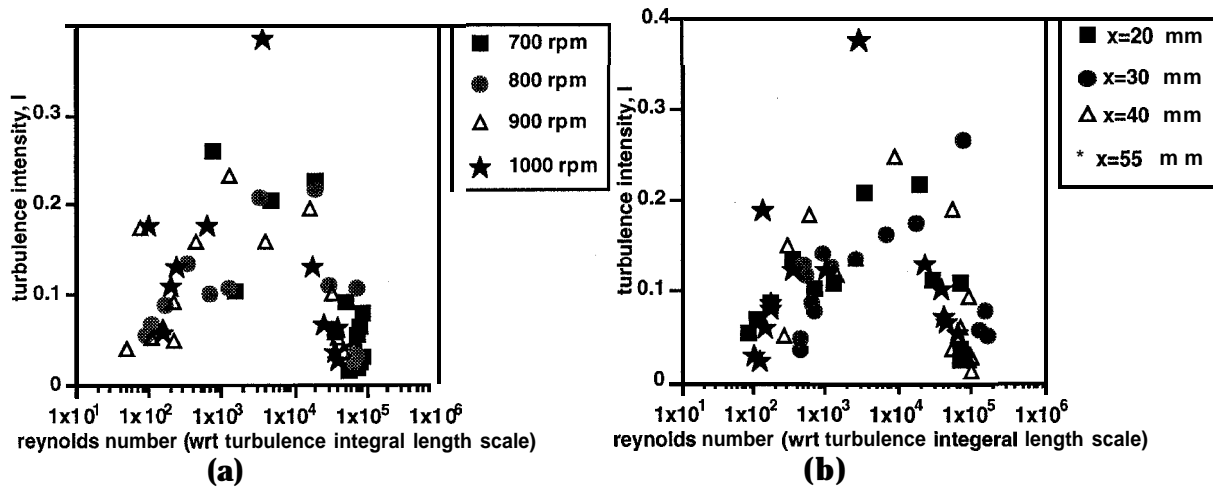 turbulence intensity, I
0.3
0.2
0.1
0
1x10¹ 1x10² 1x10³ 1x10⁴ 1x10⁵ 1x10⁶
reynolds number (wrt turbulence integral length scale)
(a)
700 rpm
800 rpm
900 rpm
1000 rpm
turbulence intensity, I
0.4
0.3
0.2
0.1
0
1x10¹ 1x10² 1x10³ 1x10⁴ 1x10⁵ 1x10⁶
reynolds number (wrt turbulence integeral length scale)
(b)
x=20 mm
x=30 mm
x=40 mm
* x=55 m m